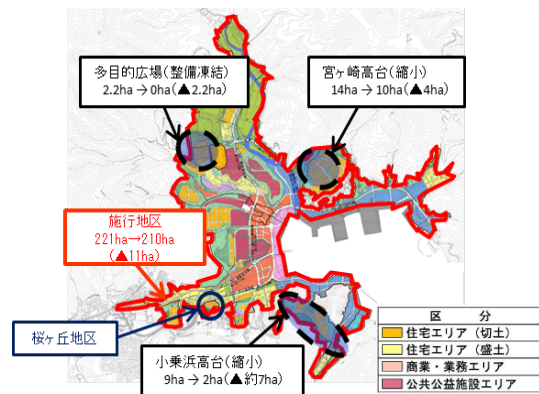 多目的広場(整備凍結)
2.2ha → 0ha(▲2.2ha)
宮ヶ崎高台(縮小)
14ha → 10ha(▲4ha)
施行地区
221ha→210ha
(▲11ha)
桜ヶ丘地区
小乗浜高台(縮小)
9ha → 2ha(▲約7ha)
区 分
住宅エリア(切土)
住宅エリア(盛土)
商業・業務エリア
公共公益施設エリア